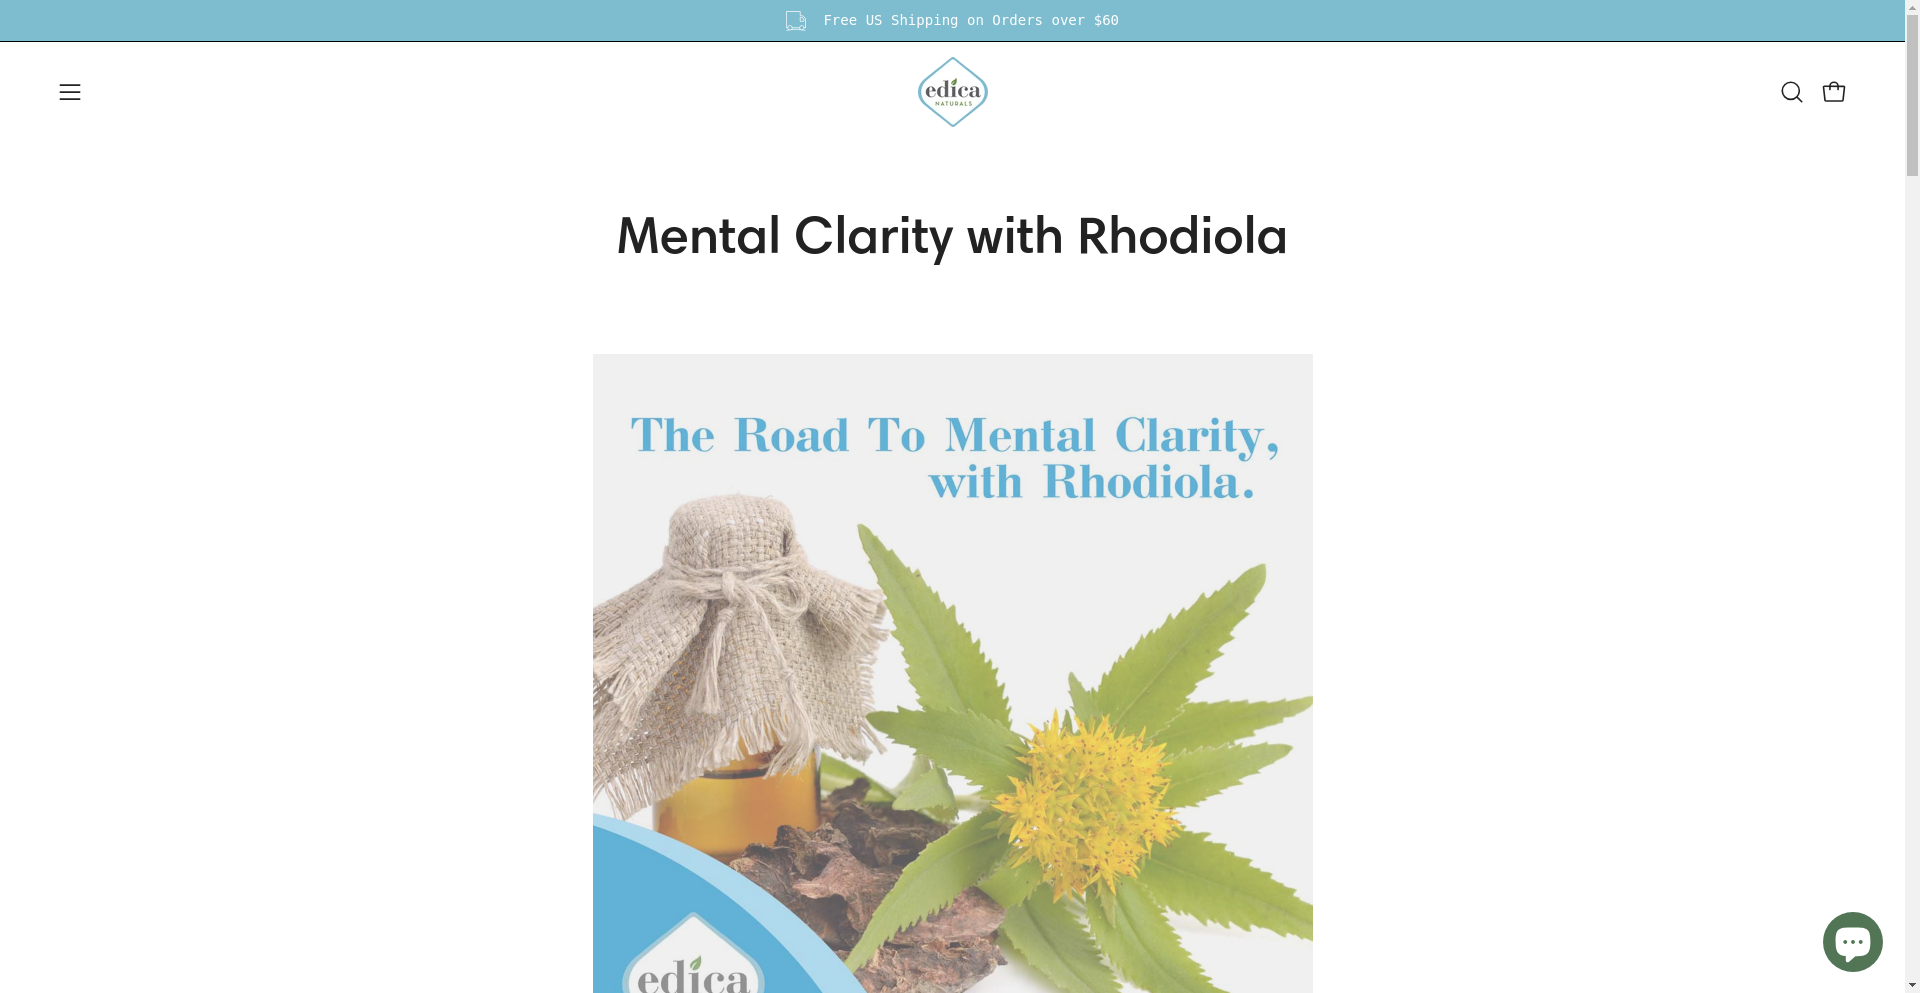 Free US Shipping on Orders over $60
edica
NATURALS
Mental Clarity with Rhodiola
The Road To Mental Clarity,
with Rhodiola.
edica